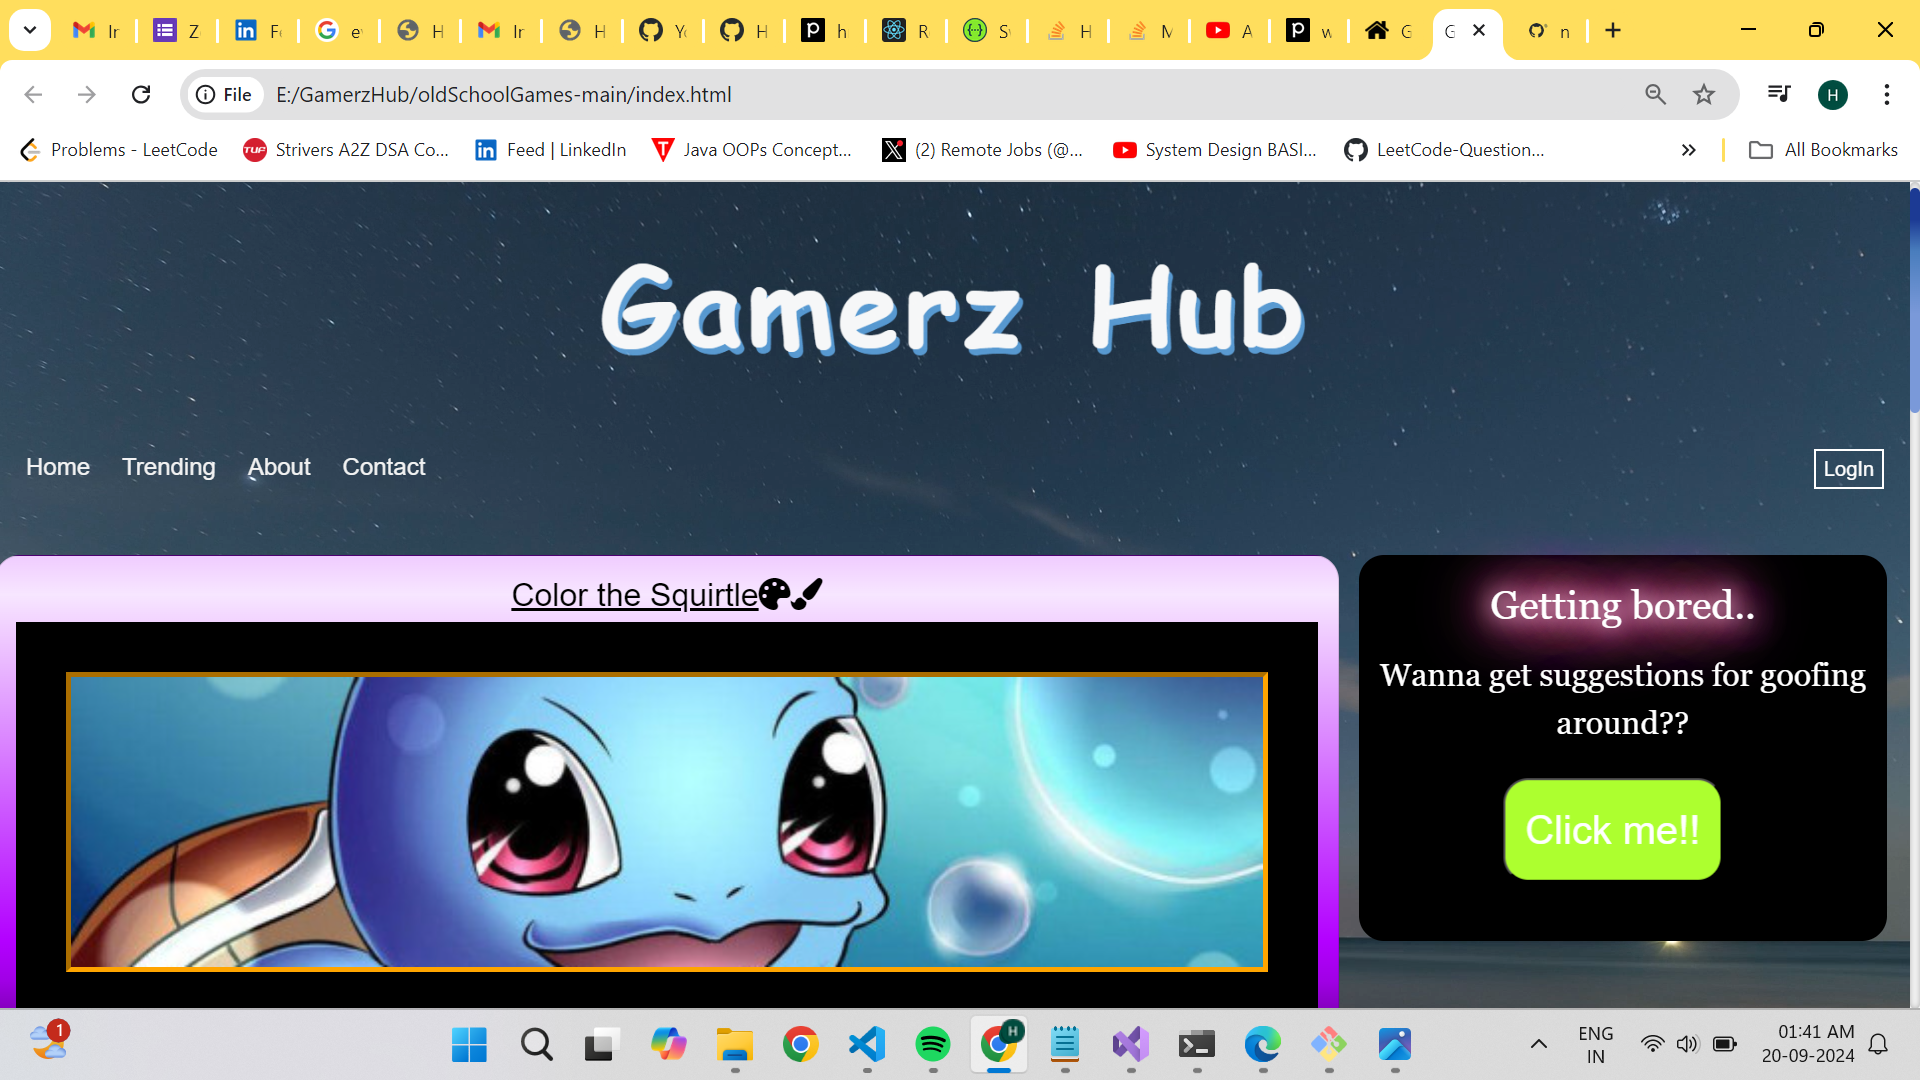 Ir
Z
Fe
e
H
Ir
H
Yo
H
h
R
S
H
M
A
w
G
G
n
File
E:/GamerzHub/oldSchoolGames-main/index.html
H
Problems - LeetCode
TUF
Strivers A2Z DSA Co...
Feed | LinkedIn
Java OOPs Concept...
(2) Remote Jobs (@...
System Design BASI...
LeetCode-Question...
All Bookmarks
Gamerz Hub
Home
Trending
About
Contact
LogIn
Color the Squirtle
Getting bored..
Wanna get suggestions for goofing
around??
Click me!!
1
H
ENG
IN
01:41 AM
20-09-2024